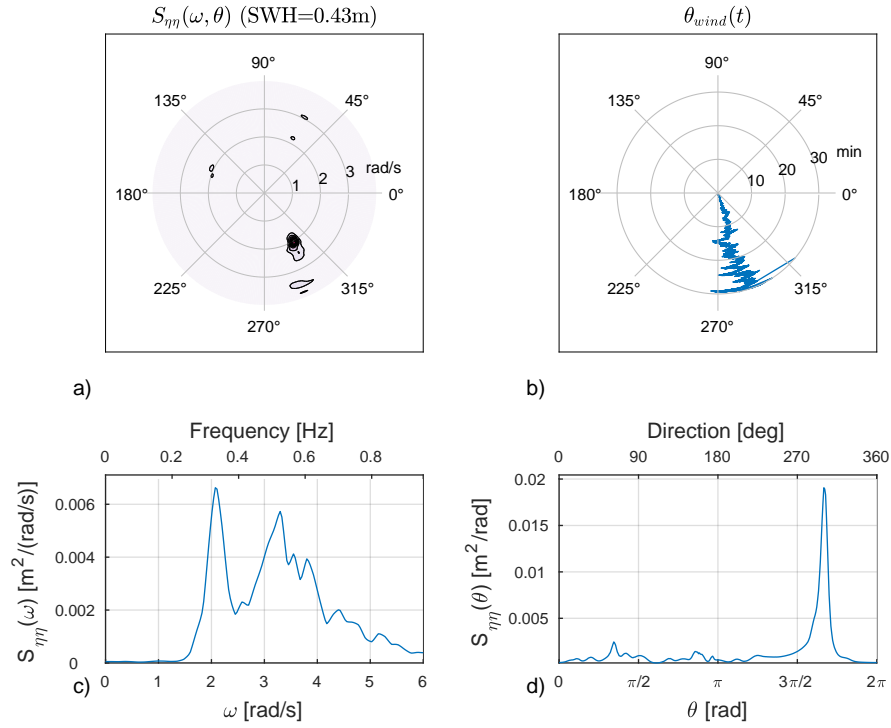 S_ηη(ω, θ) (SWH=0.43m)
90°
135°
45°
rad/s
3
2
1
180°
0°
225°
315°
270°
a)
θ_wind(t)
90°
135°
45°
min
30
20
10
180°
0°
225°
315°
270°
b)
Frequency [Hz]
0 0.2 0.4 0.6 0.8
0.006
0.004
0.002
0
S_ηη(ω) [m²/(rad/s)]
0 1 2 3 4 5 6
c)
ω [rad/s]
Direction [deg]
0 90 180 270 360
0.02
0.015
0.01
0.005
S_ηη(θ) [m²/rad]
0 π/2 π 3π/2 2π
d)
θ [rad]